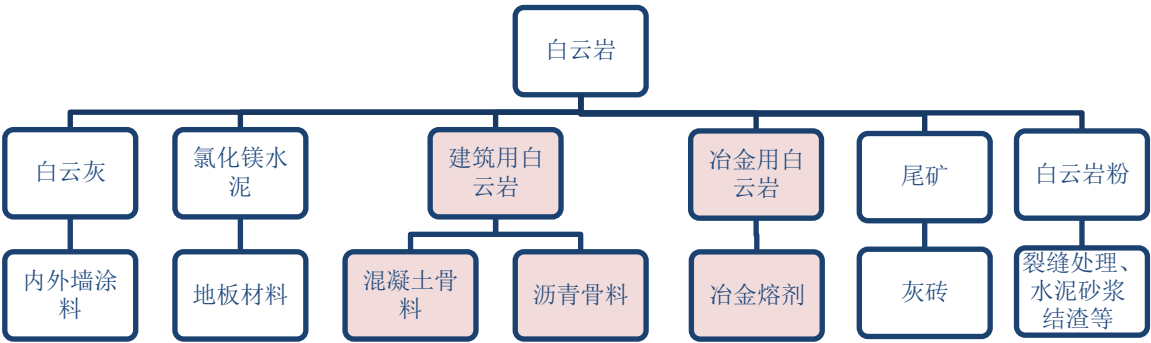 白云岩
白云灰
氯化镁水
泥
建筑用白
云岩
冶金用白
云岩
尾矿
白云岩粉
内外墙涂
料
地板材料
混凝土骨
料
沥青骨料
冶金熔剂
灰砖
裂缝处理、
水泥砂浆
结渣等